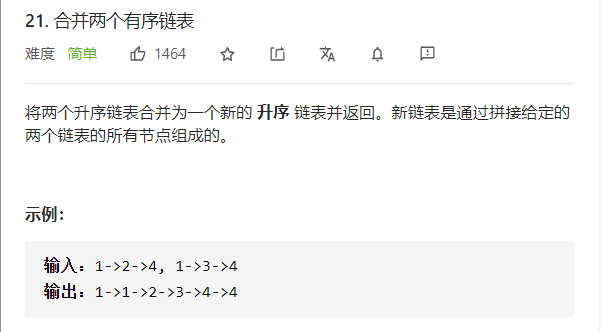 21. 合并两个有序链表
难度 简单 1464
将两个升序链表合并为一个新的 升序 链表并返回。新链表是通过拼接给定的
两个链表的所有节点组成的。
示例：
输入：1->2->4, 1->3->4
输出：1->1->2->3->4->4